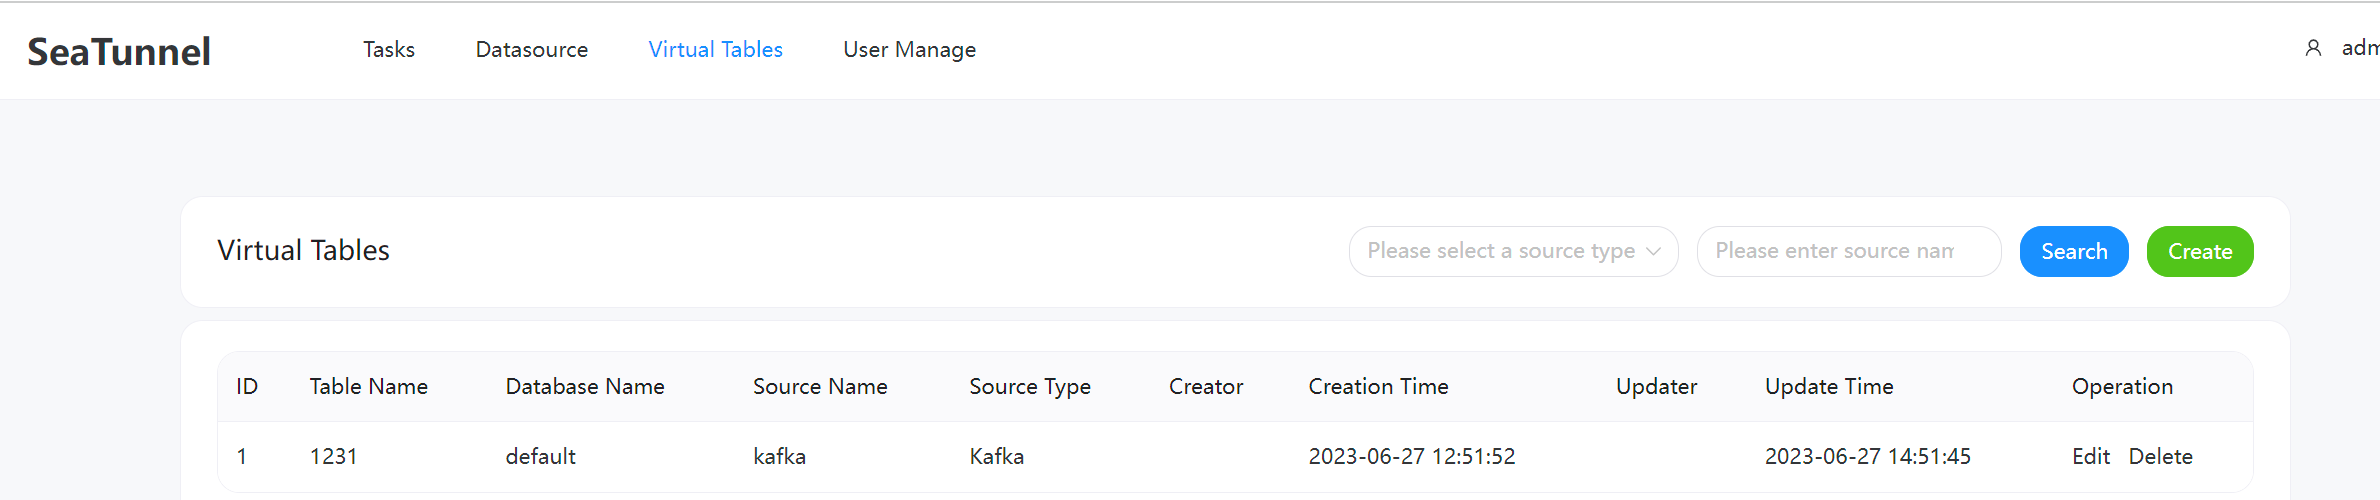 SeaTunnel Tasks Datasource Virtual Tables User Manage adm
Virtual Tables Please select a source type Please enter source nam Search Create
ID Table Name Database Name Source Name Source Type Creator Creation Time Updater Update Time Operation
1 1231 default kafka Kafka 2023-06-27 12:51:52 2023-06-27 14:51:45 Edit Delete